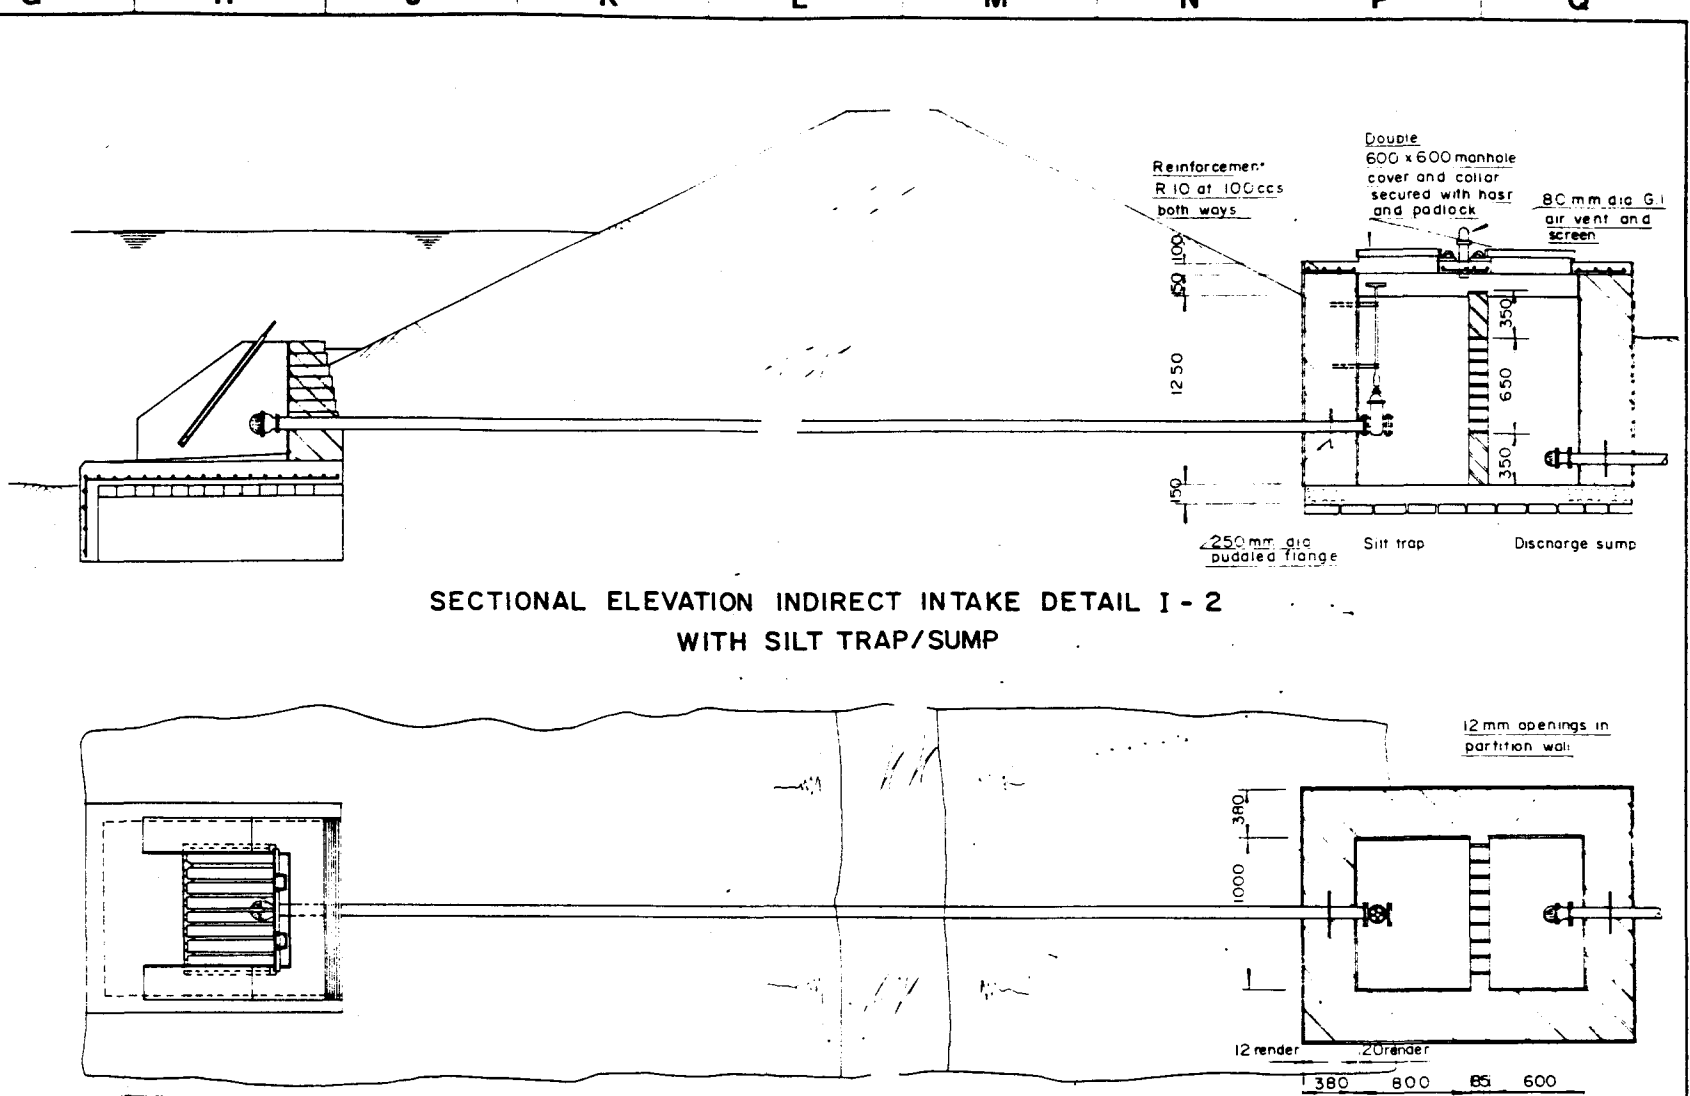 G H J K L M N P Q
Double
600 x 600 manhole
cover and collar
secured with hasp
and padlock
Reinforcement
R 10 at 100ccs
both ways
80 mm dia G.I
air vent and
screen
100
150
1250
150
350
650
350
250 mm dia
puddled flange
Silt trap
Discharge sump
SECTIONAL ELEVATION INDIRECT INTAKE DETAIL I - 2
WITH SILT TRAP/SUMP
12 mm openings in
partition wall
380
1000
12 render
20 render
380 800 85 600